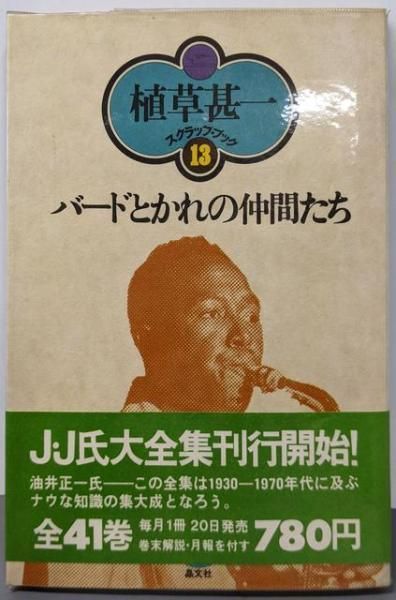 植草甚一
スクラップ・ブック
13
バードとかれの仲間たち
J・J氏大全集刊行開始!
油井正一氏——この全集は1930—1970年代に及ぶ
ナウな知識の集大成となろう。
全41巻 毎月1冊 20日発売 780円
巻末解説・月報を付す
晶文社